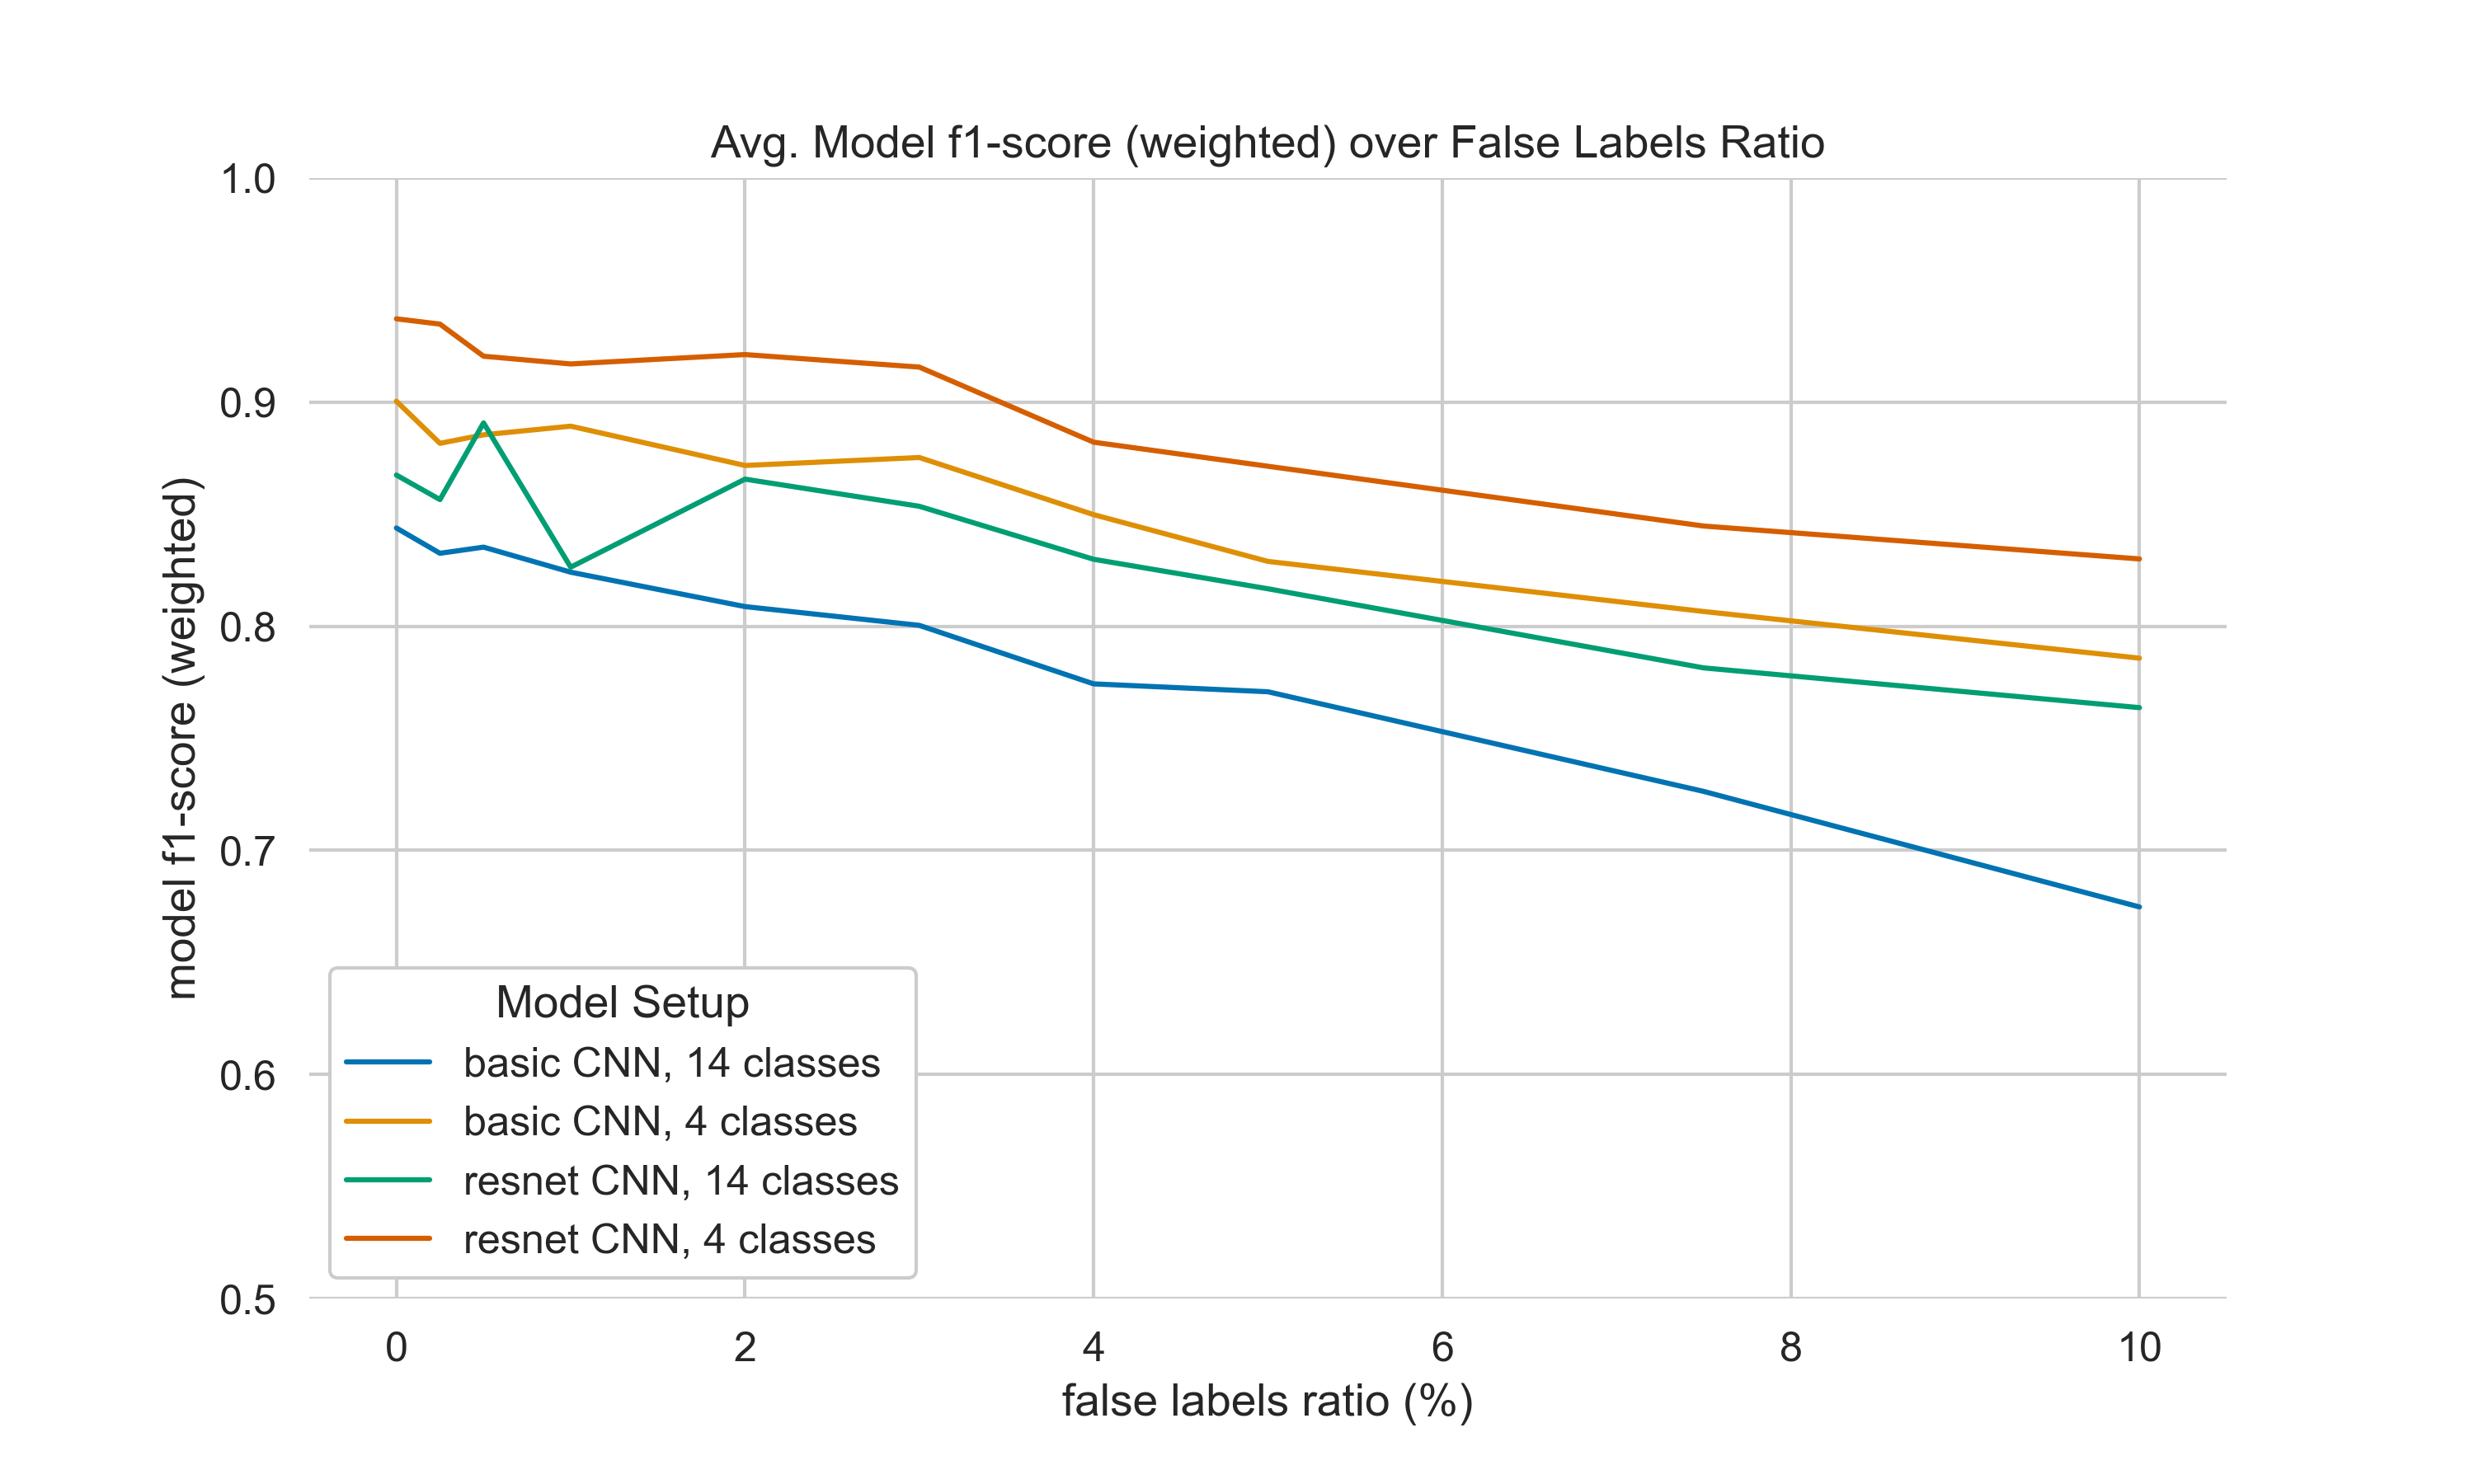 Avg. Model f1-score (weighted) over False Labels Ratio
1.0
0.9
0.8
0.7
0.6
0.5
model f1-score (weighted)
Model Setup
basic CNN, 14 classes
basic CNN, 4 classes
resnet CNN, 14 classes
resnet CNN, 4 classes
0 2 4 6 8 10
false labels ratio (%)